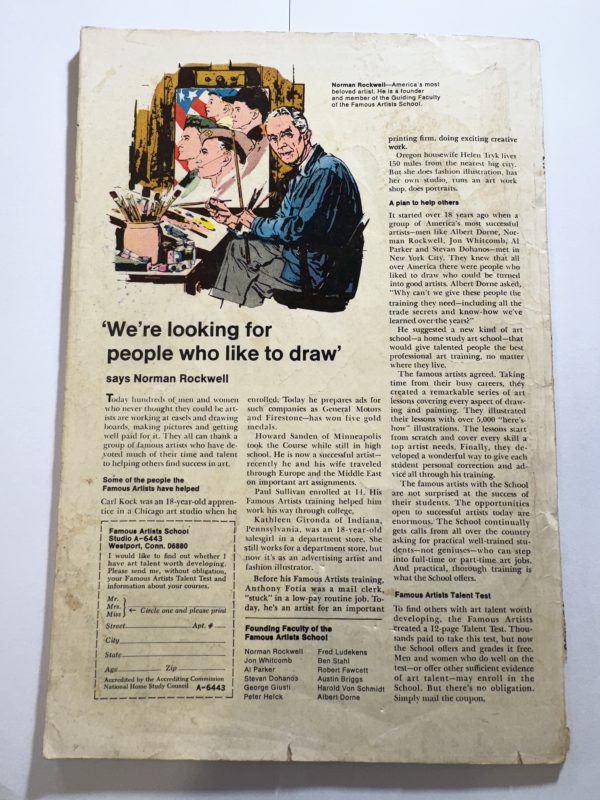 Norman Rockwell—America's most
beloved artist. He is a founder
and member of the Guiding Faculty
of the Famous Artists School.
'We're looking for
people who like to draw'
says Norman Rockwell
Today hundreds of men and women
who never thought they could be art-
ists are working at easels and drawing
boards, making pictures and getting
well paid for it. They all can thank a
group of famous artists who have de-
voted much of their time and talent
to helping others find success in art.
Some of the people the
Famous Artists have helped
Carl Kock was an 18-year-old appren-
tice in a Chicago art studio when he
enrolled. Today he prepares ads for
such companies as General Motors
and Firestone—has won five gold
medals.
Howard Sanden of Minneapolis
took the Course while still in high
school. He is now a successful artist—
recently he and his wife traveled
through Europe and the Middle East
on important art assignments.
Paul Sullivan enrolled at 14. His
Famous Artists training helped him
work his way through college.
Kathleen Gironda of Indiana,
Pennsylvania, was an 18-year-old
salesgirl in a department store. She
still works for a department store, but
now it's as an advertising artist and
fashion illustrator.
Before his Famous Artists training,
Anthony Fotia was a mail clerk,
"stuck" in a low-pay routine job. To-
day, he's an artist for an important
printing firm, doing exciting creative
work.
Oregon housewife Helen Tryk lives
150 miles from the nearest big city.
But she does fashion illustration, has
her own studio, runs an art work
shop, does portraits.
A plan to help others
It started over 18 years ago when a
group of America's most successful
artists—men like Albert Dorne, Nor-
man Rockwell, Jon Whitcomb, Al
Parker and Stevan Dohanos—met in
New York City. They knew that all
over America there were people who
liked to draw who could be turned
into good artists. Albert Dorne asked,
"Why can't we give these people the
training they need—including all the
trade secrets and know-how we've
learned over the years?"
He suggested a new kind of art
school—a home study art school—that
would give talented people the best
professional art training, no matter
where they live.
The famous artists agreed. Taking
time from their busy careers, they
created a remarkable series of art
lessons covering every aspect of draw-
ing and painting. They illustrated
their lessons with over 5,000 "here's-
how" illustrations. The lessons start
from scratch and cover every skill a
top artist needs. Finally, they de-
veloped a wonderful way to give each
student personal correction and ad-
vice all through his training.
The famous artists with the School
are not surprised at the success of
their students. The opportunities
open to successful artists today are
enormous. The School continually
gets calls from all over the country
asking for practical well-trained stu-
dents—not geniuses—who can step
into full-time or part-time art jobs.
And practical, thorough training is
what the School offers.
Famous Artists Talent Test
To find others with art talent worth
developing, the Famous Artists
created a 12-page Talent Test. Thou-
sands paid to take this test, but now
the School offers and grades it free.
Men and women who do well on the
test—or offer other sufficient evidence
of art talent—may enroll in the
School. But there's no obligation.
Simply mail the coupon.
Famous Artists School
Studio A-6443
Westport, Conn. 06880
I would like to find out whether I
have art talent worth developing.
Please send me, without obligation,
your Famous Artists Talent Test and
information about your courses.
Mr.
Mrs.
Miss
← Circle one and please print
Street Apt. #
City
State
Age Zip
Accredited by the Accrediting Commission
National Home Study Council A-6443
Founding Faculty of the
Famous Artists School
Norman Rockwell
Jon Whitcomb
Al Parker
Stevan Dohanos
George Giusti
Peter Helck
Fred Ludekens
Ben Stahl
Robert Fawcett
Austin Briggs
Harold Von Schmidt
Albert Dorne